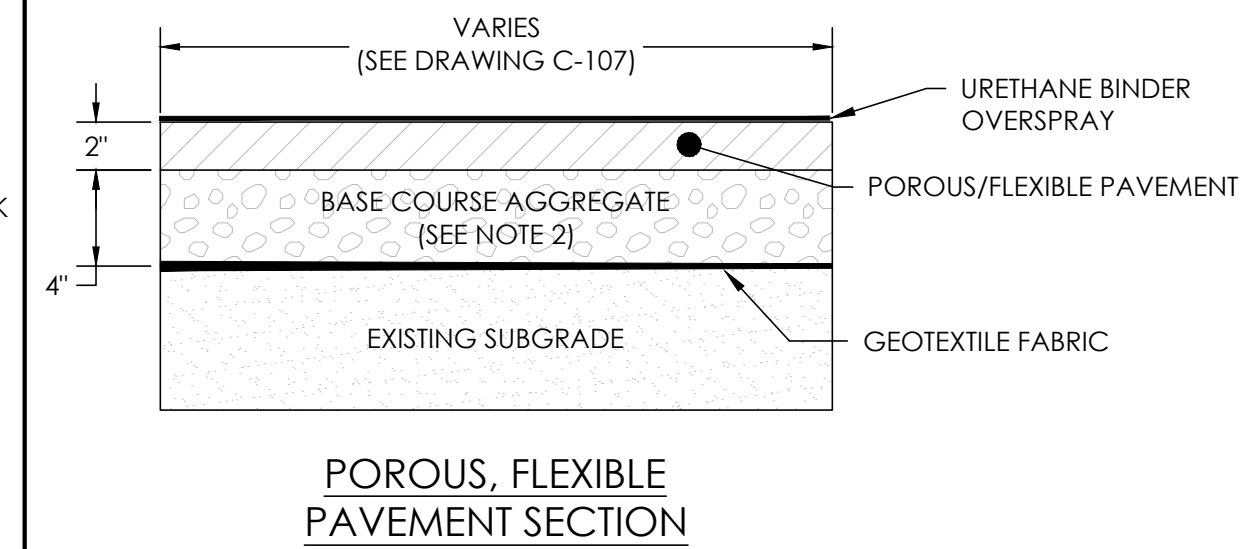 VARIES
(SEE DRAWING C-107)
URETHANE BINDER
OVERSPRAY
2"
POROUS/FLEXIBLE PAVEMENT
K
BASE COURSE AGGREGATE
(SEE NOTE 2)
4"
EXISTING SUBGRADE
GEOTEXTILE FABRIC
POROUS, FLEXIBLE
PAVEMENT SECTION